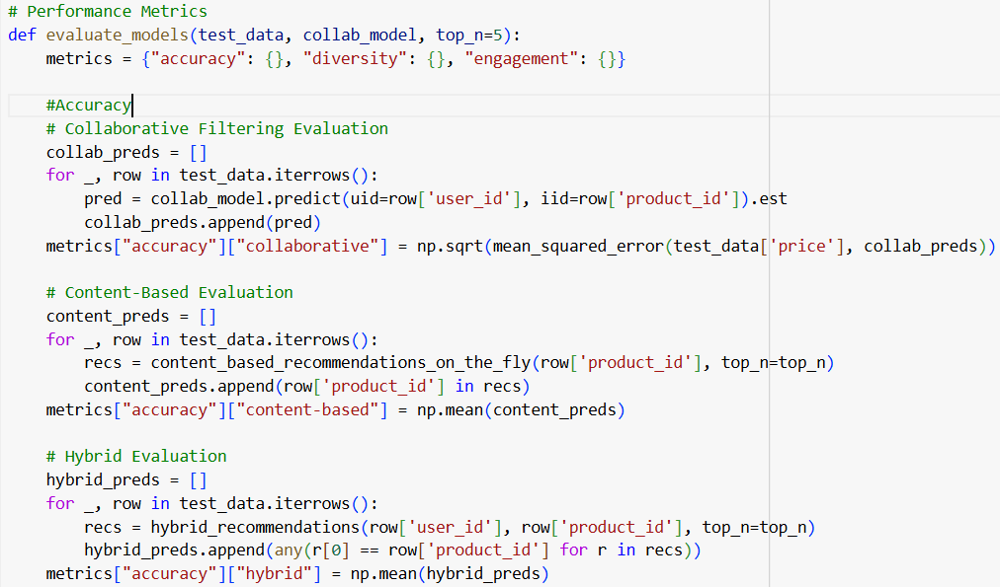 # Performance Metrics
def evaluate_models(test_data, collab_model, top_n=5):
    metrics = {"accuracy": {}, "diversity": {}, "engagement": {}}

    #Accuracy
    # Collaborative Filtering Evaluation
    collab_preds = []
    for _, row in test_data.iterrows():
        pred = collab_model.predict(uid=row['user_id'], iid=row['product_id']).est
        collab_preds.append(pred)
    metrics["accuracy"]["collaborative"] = np.sqrt(mean_squared_error(test_data['price'], collab_preds))

    # Content-Based Evaluation
    content_preds = []
    for _, row in test_data.iterrows():
        recs = content_based_recommendations_on_the_fly(row['product_id'], top_n=top_n)
        content_preds.append(row['product_id'] in recs)
    metrics["accuracy"]["content-based"] = np.mean(content_preds)

    # Hybrid Evaluation
    hybrid_preds = []
    for _, row in test_data.iterrows():
        recs = hybrid_recommendations(row['user_id'], row['product_id'], top_n=top_n)
        hybrid_preds.append(any(r[0] == row['product_id'] for r in recs))
    metrics["accuracy"]["hybrid"] = np.mean(hybrid_preds)